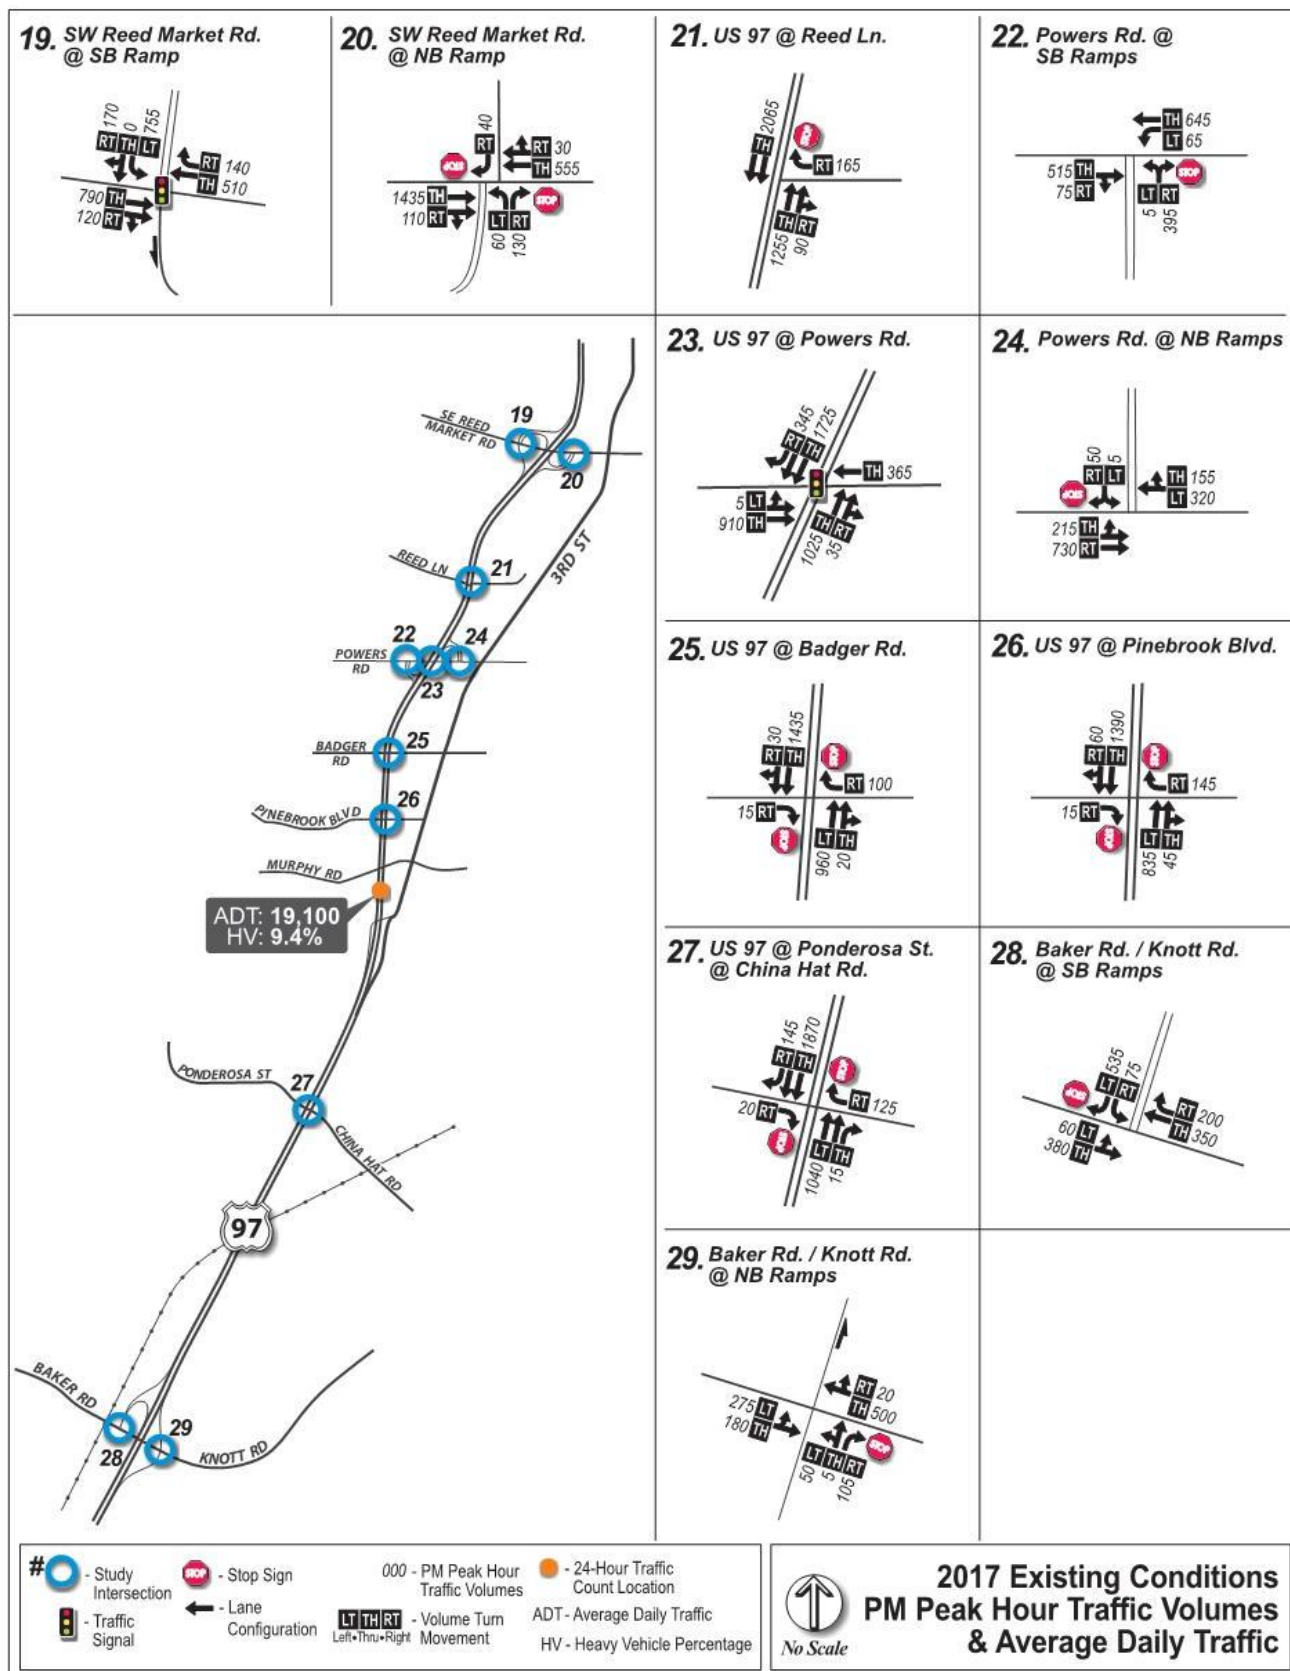 19. SW Reed Market Rd.
@ SB Ramp
170
0
755
RT TH LT
RT 140
TH 510
790 TH
120 RT
20. SW Reed Market Rd.
@ NB Ramp
40
RT
STOP
RT 30
TH 555
1435 TH
110 RT
LT RT
STOP
60
130
21. US 97 @ Reed Ln.
2065
TH
STOP
RT 165
TH RT
1255
90
22. Powers Rd. @
SB Ramps
TH 645
LT 65
515 TH
75 RT
STOP
LT RT
5
395
SE REED
MARKET RD
19
20
REED LN
21
3RD ST
22
23
24
POWERS
RD
BADGER
RD
25
PINEBROOK BLVD
26
MURPHY RD
ADT: 19,100
HV: 9.4%
PONDEROSA ST
27
CHINA HAT RD
97
BAKER RD
28
29
KNOTT RD
23. US 97 @ Powers Rd.
345
1725
RT TH
TH 365
5 LT
910 TH
TH RT
1025
35
24. Powers Rd. @ NB Ramps
50
5
RT LT
STOP
TH 155
LT 320
215 TH
730 RT
25. US 97 @ Badger Rd.
30
1435
RT TH
STOP
RT 100
15 RT
STOP
LT TH
960
20
26. US 97 @ Pinebrook Blvd.
60
1390
RT TH
STOP
RT 145
15 RT
STOP
LT TH
835
45
27. US 97 @ Ponderosa St.
@ China Hat Rd.
145
1870
RT TH
STOP
RT 125
20 RT
STOP
LT TH
1040
15
28. Baker Rd. / Knott Rd.
@ SB Ramps
535
75
LT RT
STOP
RT 200
TH 350
60 LT
380 TH
29. Baker Rd. / Knott Rd.
@ NB Ramps
RT 20
TH 500
275 LT
180 TH
STOP
LT TH RT
50
5
105
# - Study
Intersection
STOP - Stop Sign
000 - PM Peak Hour
Traffic Volumes
- 24-Hour Traffic
Count Location
- Traffic
Signal
- Lane
Configuration
LT TH RT - Volume Turn
Left•Thru•Right Movement
ADT - Average Daily Traffic
HV - Heavy Vehicle Percentage
No Scale
2017 Existing Conditions
PM Peak Hour Traffic Volumes
& Average Daily Traffic